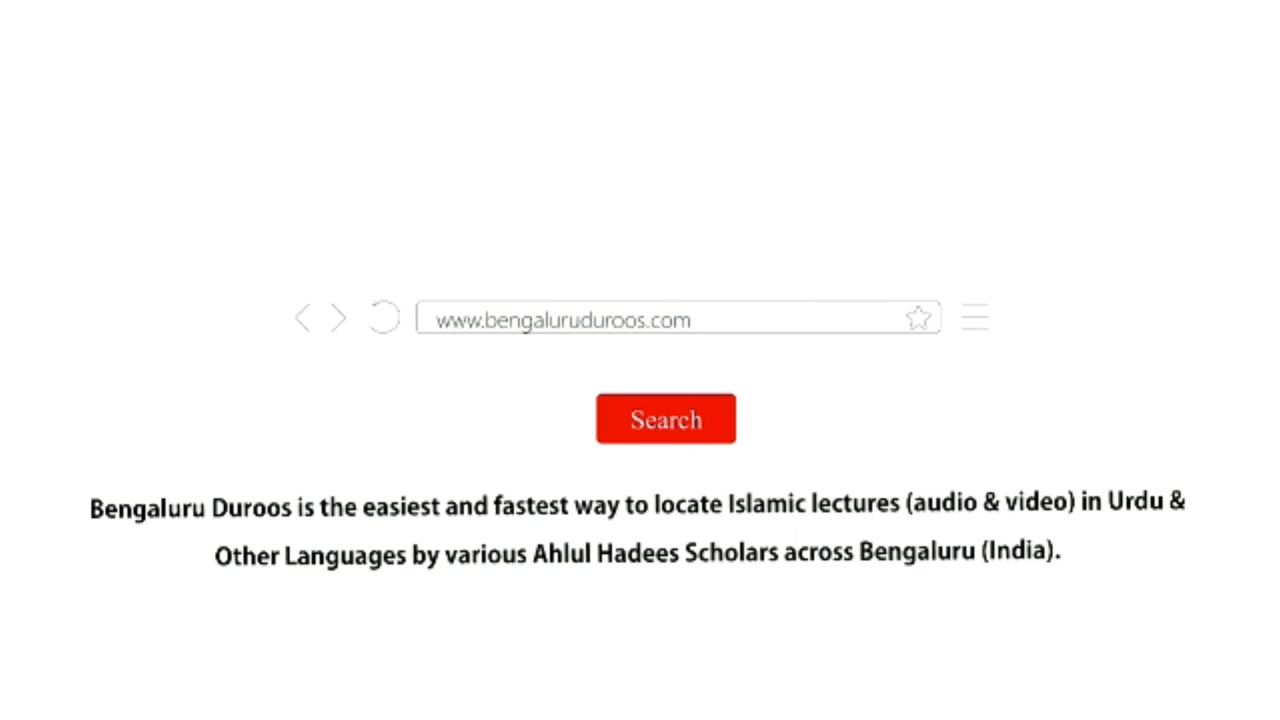 www.bengaluruduroos.com
Search
Bengaluru Duroos is the easiest and fastest way to locate Islamic lectures (audio & video) in Urdu &
Other Languages by various Ahlul Hadees Scholars across Bengaluru (India).